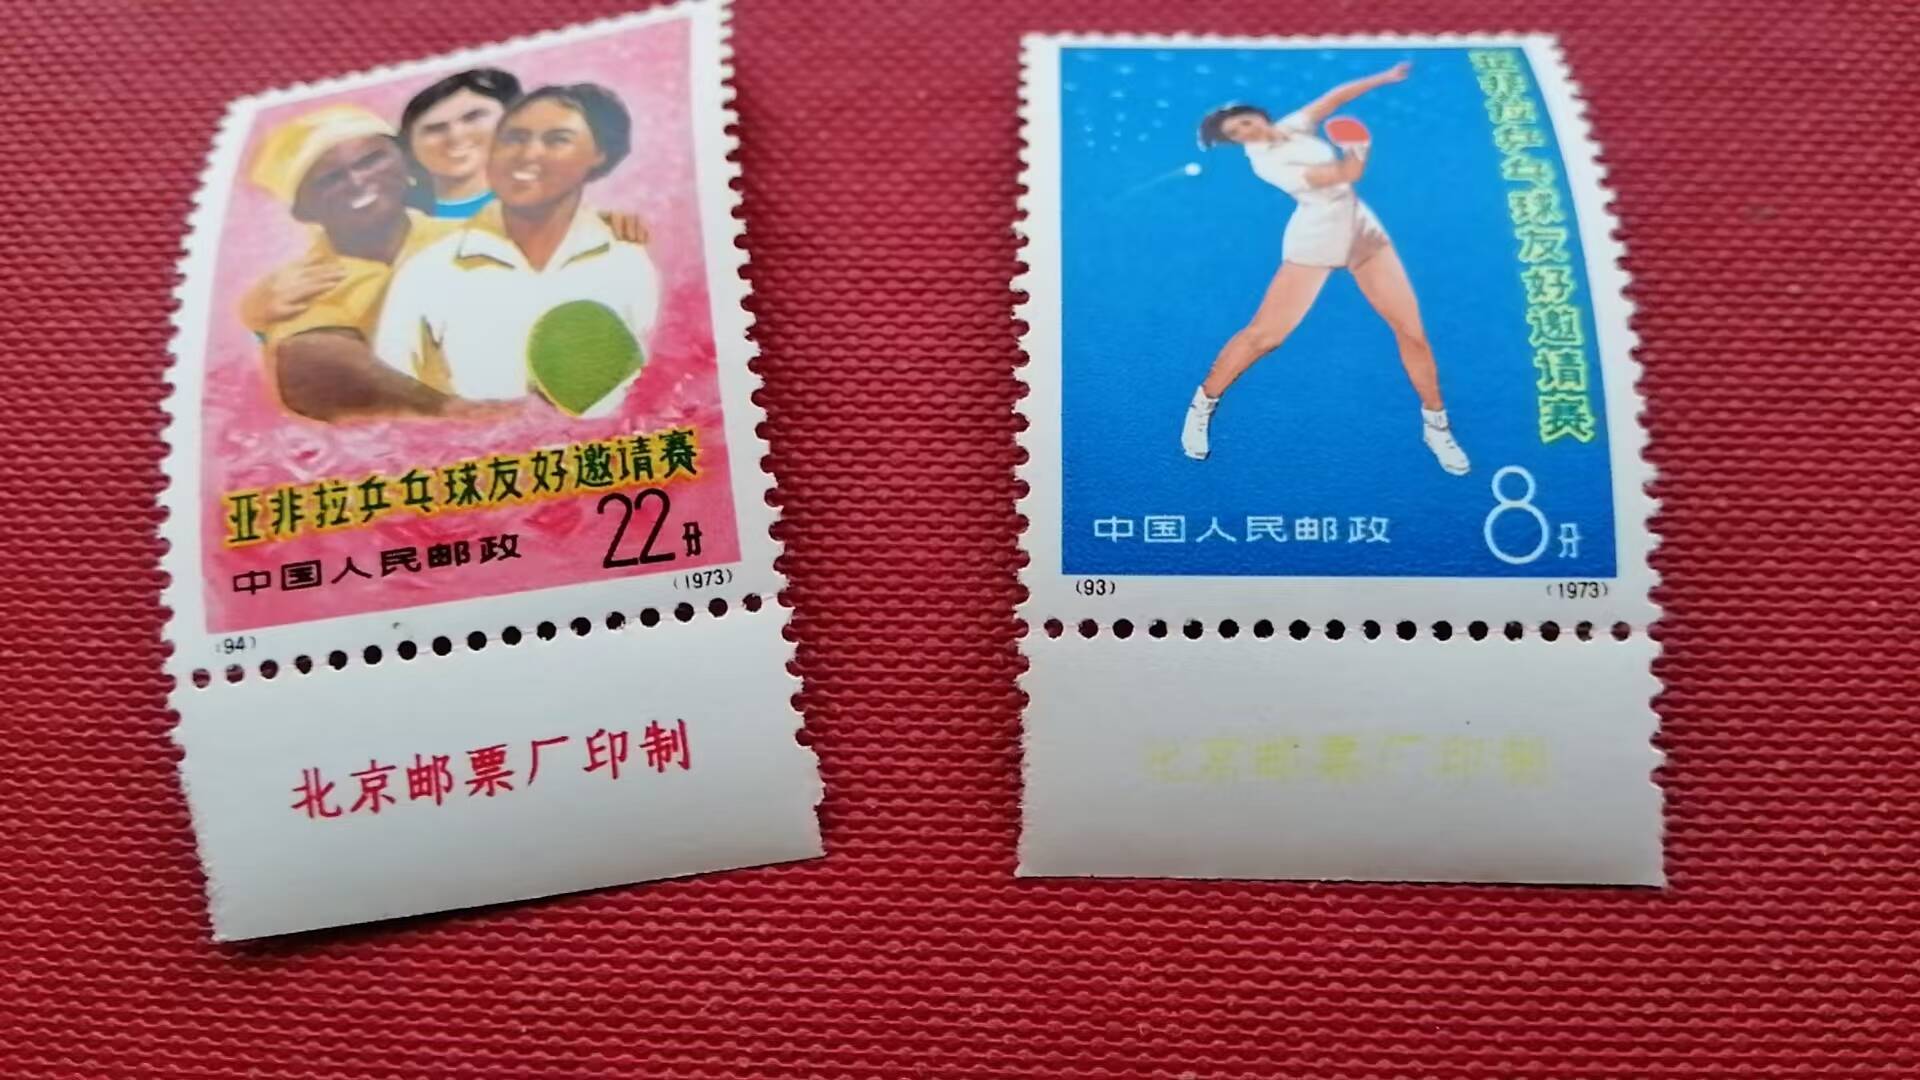 亚非拉乒乓球友好邀请赛
22分
中国人民邮政
(1973)
(94)
北京邮票厂印制
亚非拉乒乓球友好邀请赛
8分
中国人民邮政
(93)
(1973)
北京邮票厂印制